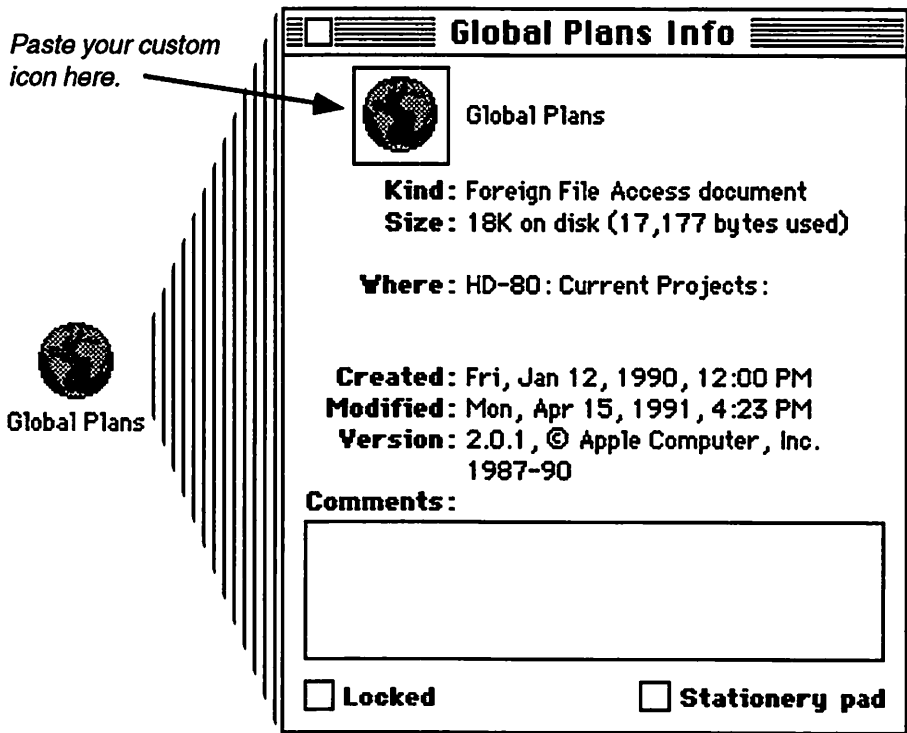 Paste your custom
icon here.
Global Plans Info
Global Plans
Kind: Foreign File Access document
Size: 18K on disk (17,177 bytes used)
Where: HD-80: Current Projects:
Global Plans
Created: Fri, Jan 12, 1990, 12:00 PM
Modified: Mon, Apr 15, 1991, 4:23 PM
Version: 2.0.1, © Apple Computer, Inc.
1987-90
Comments:
Locked
Stationery pad